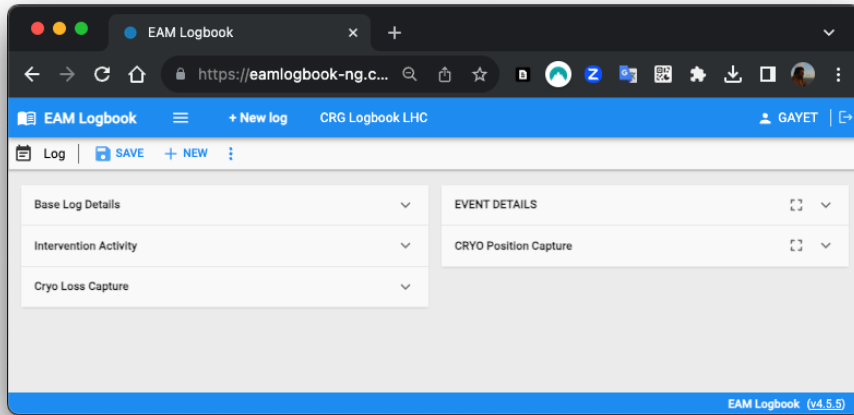 EAM Logbook
https://eamlogbook-ng.c...
EAM Logbook + New log CRG Logbook LHC GAYET
Log SAVE + NEW
Base Log Details
Intervention Activity
Cryo Loss Capture
EVENT DETAILS
CRYO Position Capture
EAM Logbook (v4.5.5)